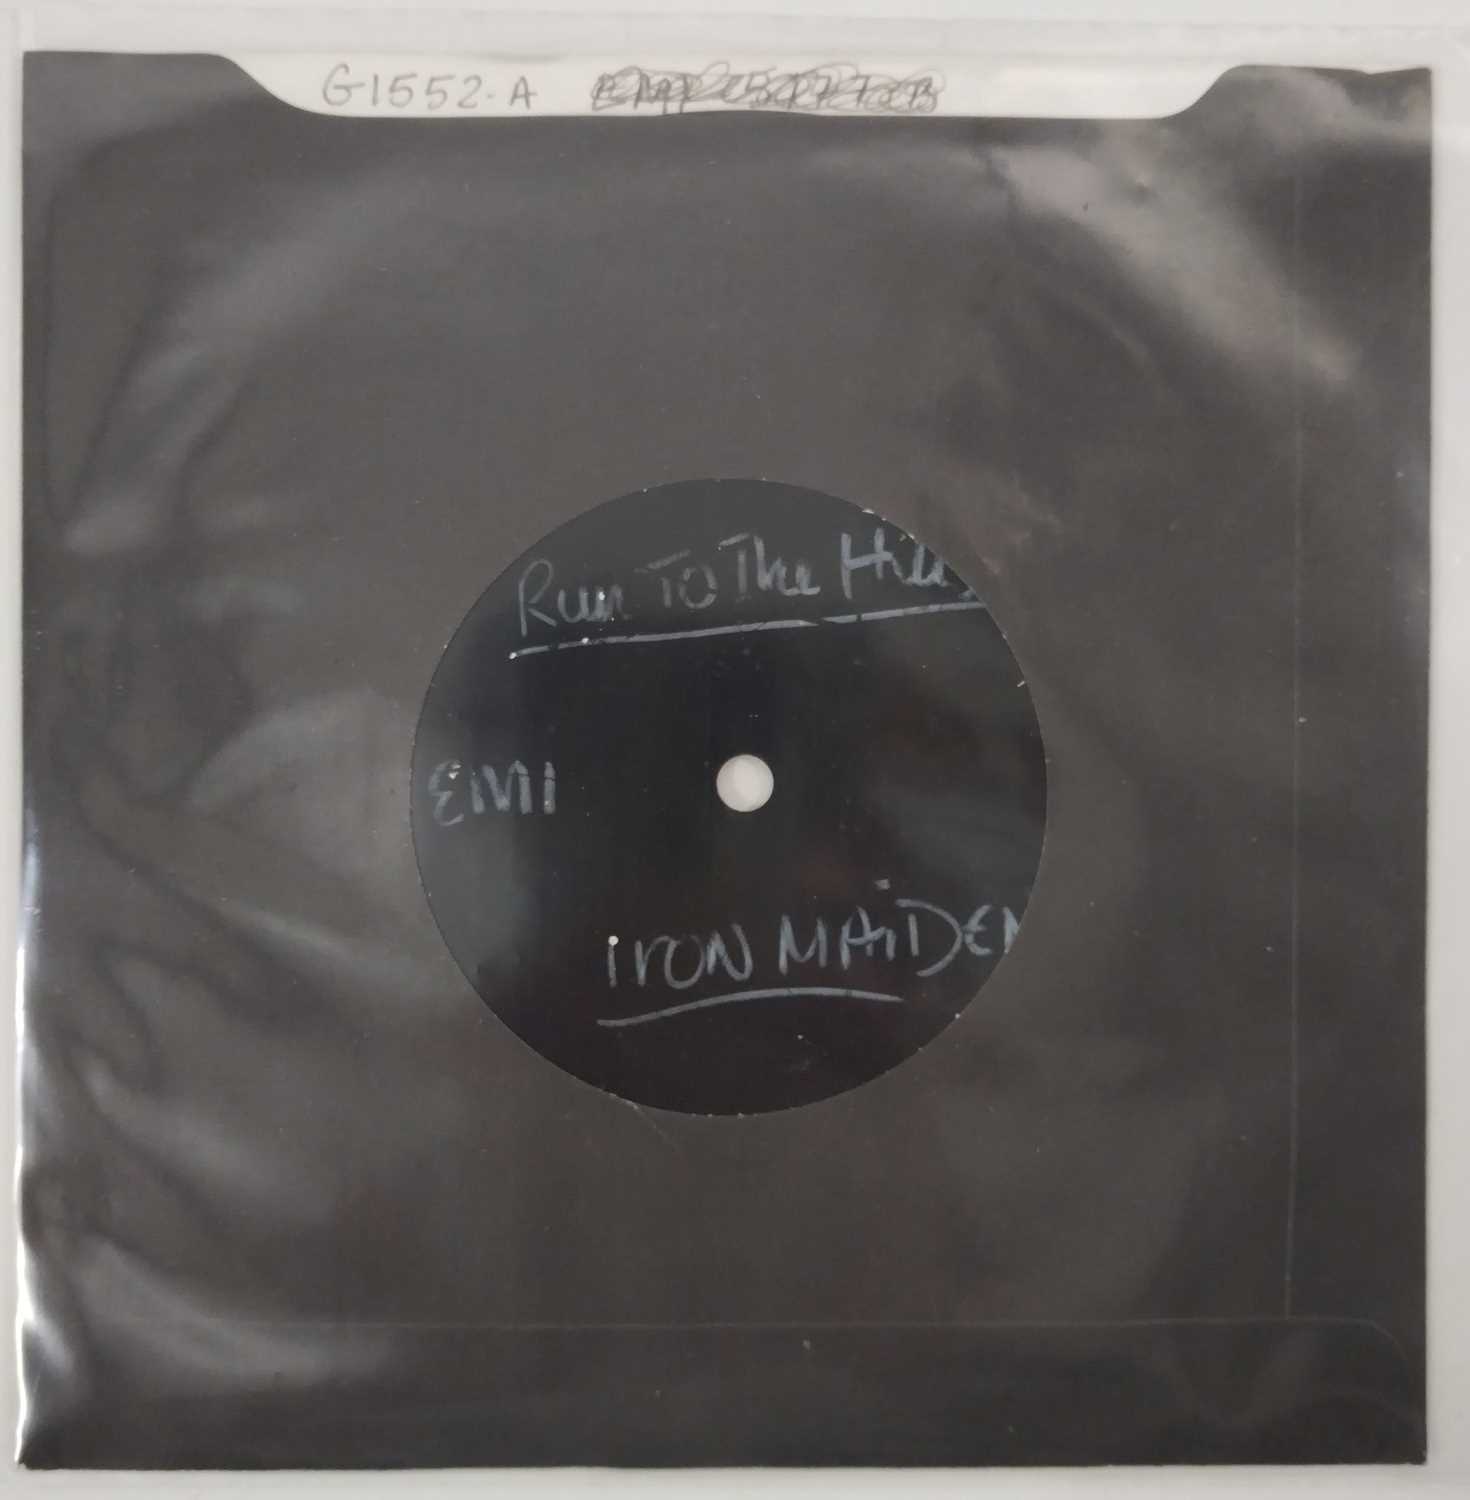 G1552-A
Run To The Hills
EMI
IRON MAiDEN